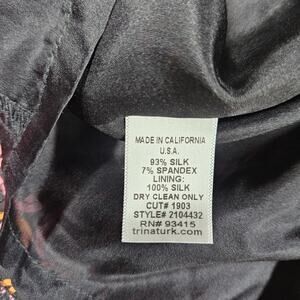 MADE IN CALIFORNIA
U.S.A.
93% SILK
7% SPANDEX
LINING:
100% SILK
DRY CLEAN ONLY
CUT# 1903
STYLE# 2104432
RN# 93415
trinaturk.com